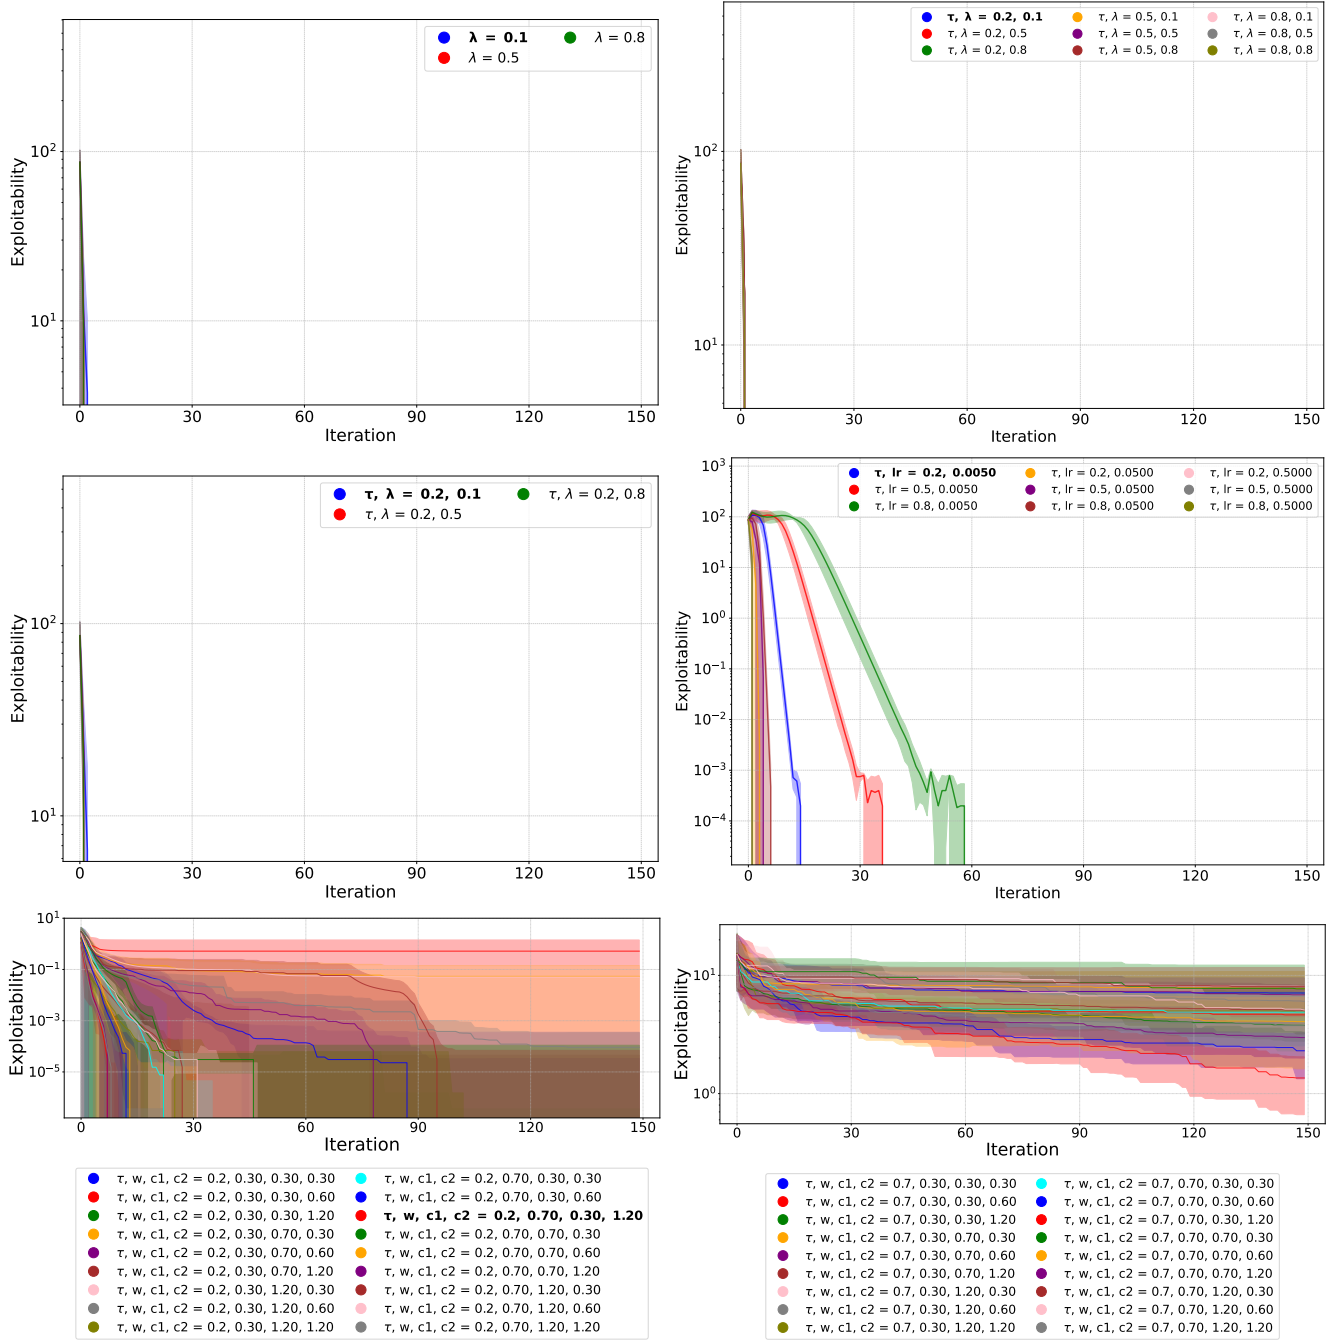 λ = 0.1
λ = 0.5
λ = 0.8
10²
10¹
Exploitability
0 30 60 90 120 150
Iteration
τ, λ = 0.2, 0.1
τ, λ = 0.2, 0.5
τ, λ = 0.2, 0.8
τ, λ = 0.5, 0.1
τ, λ = 0.5, 0.5
τ, λ = 0.5, 0.8
τ, λ = 0.8, 0.1
τ, λ = 0.8, 0.5
τ, λ = 0.8, 0.8
10²
10¹
Exploitability
0 30 60 90 120 150
Iteration
τ, λ = 0.2, 0.1
τ, λ = 0.2, 0.5
τ, λ = 0.2, 0.8
10²
10¹
Exploitability
0 30 60 90 120 150
Iteration
τ, lr = 0.2, 0.0050
τ, lr = 0.5, 0.0050
τ, lr = 0.8, 0.0050
τ, lr = 0.2, 0.0500
τ, lr = 0.5, 0.0500
τ, lr = 0.8, 0.0500
τ, lr = 0.2, 0.5000
τ, lr = 0.5, 0.5000
τ, lr = 0.8, 0.5000
10³
10²
10¹
10⁰
10⁻¹
10⁻²
10⁻³
10⁻⁴
Exploitability
0 30 60 90 120 150
Iteration
10¹
10⁻¹
10⁻³
10⁻⁵
Exploitability
0 30 60 90 120 150
Iteration
τ, w, c1, c2 = 0.2, 0.30, 0.30, 0.30
τ, w, c1, c2 = 0.2, 0.30, 0.30, 0.60
τ, w, c1, c2 = 0.2, 0.30, 0.30, 1.20
τ, w, c1, c2 = 0.2, 0.30, 0.70, 0.30
τ, w, c1, c2 = 0.2, 0.30, 0.70, 0.60
τ, w, c1, c2 = 0.2, 0.30, 0.70, 1.20
τ, w, c1, c2 = 0.2, 0.30, 1.20, 0.30
τ, w, c1, c2 = 0.2, 0.30, 1.20, 0.60
τ, w, c1, c2 = 0.2, 0.30, 1.20, 1.20
τ, w, c1, c2 = 0.2, 0.70, 0.30, 0.30
τ, w, c1, c2 = 0.2, 0.70, 0.30, 0.60
τ, w, c1, c2 = 0.2, 0.70, 0.30, 1.20
τ, w, c1, c2 = 0.2, 0.70, 0.70, 0.30
τ, w, c1, c2 = 0.2, 0.70, 0.70, 0.60
τ, w, c1, c2 = 0.2, 0.70, 0.70, 1.20
τ, w, c1, c2 = 0.2, 0.70, 1.20, 0.30
τ, w, c1, c2 = 0.2, 0.70, 1.20, 0.60
τ, w, c1, c2 = 0.2, 0.70, 1.20, 1.20
10¹
10⁰
Exploitability
0 30 60 90 120 150
Iteration
τ, w, c1, c2 = 0.7, 0.30, 0.30, 0.30
τ, w, c1, c2 = 0.7, 0.30, 0.30, 0.60
τ, w, c1, c2 = 0.7, 0.30, 0.30, 1.20
τ, w, c1, c2 = 0.7, 0.30, 0.70, 0.30
τ, w, c1, c2 = 0.7, 0.30, 0.70, 0.60
τ, w, c1, c2 = 0.7, 0.30, 0.70, 1.20
τ, w, c1, c2 = 0.7, 0.30, 1.20, 0.30
τ, w, c1, c2 = 0.7, 0.30, 1.20, 0.60
τ, w, c1, c2 = 0.7, 0.30, 1.20, 1.20
τ, w, c1, c2 = 0.7, 0.70, 0.30, 0.30
τ, w, c1, c2 = 0.7, 0.70, 0.30, 0.60
τ, w, c1, c2 = 0.7, 0.70, 0.30, 1.20
τ, w, c1, c2 = 0.7, 0.70, 0.70, 0.30
τ, w, c1, c2 = 0.7, 0.70, 0.70, 0.60
τ, w, c1, c2 = 0.7, 0.70, 0.70, 1.20
τ, w, c1, c2 = 0.7, 0.70, 1.20, 0.30
τ, w, c1, c2 = 0.7, 0.70, 1.20, 0.60
τ, w, c1, c2 = 0.7, 0.70, 1.20, 1.20